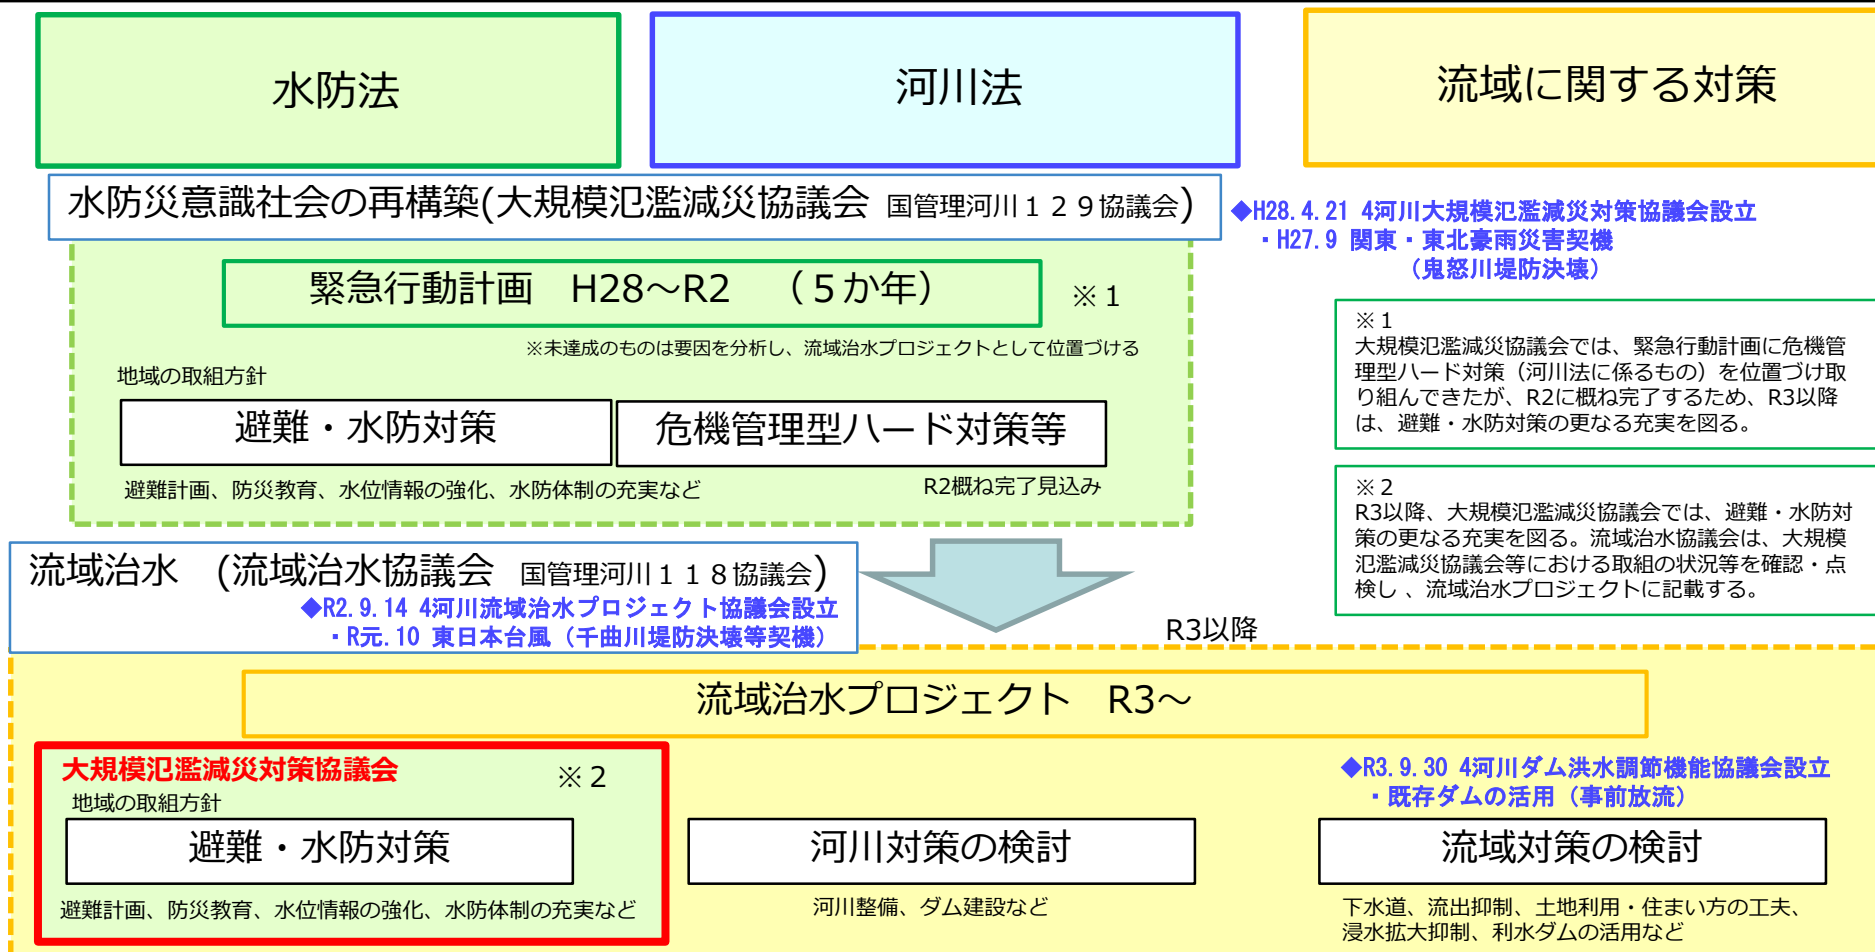 水防法
河川法
流域に関する対策
水防災意識社会の再構築(大規模氾濫減災協議会 国管理河川１２９協議会)
◆H28.4.21 4河川大規模氾濫減災対策協議会設立
・H27.9 関東・東北豪雨災害契機
（鬼怒川堤防決壊）
緊急行動計画　H28～R2　（５か年）
※１
※未達成のものは要因を分析し、流域治水プロジェクトとして位置づける
地域の取組方針
避難・水防対策
危機管理型ハード対策等
避難計画、防災教育、水位情報の強化、水防体制の充実など
R2概ね完了見込み
※１
大規模氾濫減災協議会では、緊急行動計画に危機管
理型ハード対策（河川法に係るもの）を位置づけ取
り組んできたが、R2に概ね完了するため、R3以降
は、避難・水防対策の更なる充実を図る。
※２
R3以降、大規模氾濫減災協議会では、避難・水防対
策の更なる充実を図る。流域治水協議会は、大規模
氾濫減災協議会等における取組の状況等を確認・点
検し 、流域治水プロジェクトに記載する。
流域治水　(流域治水協議会 国管理河川１１８協議会)
◆R2.9.14 4河川流域治水プロジェクト協議会設立
・R元.10 東日本台風（千曲川堤防決壊等契機）
R3以降
流域治水プロジェクト　R3～
大規模氾濫減災対策協議会
※２
地域の取組方針
避難・水防対策
避難計画、防災教育、水位情報の強化、水防体制の充実など
河川対策の検討
河川整備、ダム建設など
◆R3.9.30 4河川ダム洪水調節機能協議会設立
・既存ダムの活用（事前放流）
流域対策の検討
下水道、流出抑制、土地利用・住まい方の工夫、
浸水拡大抑制、利水ダムの活用など